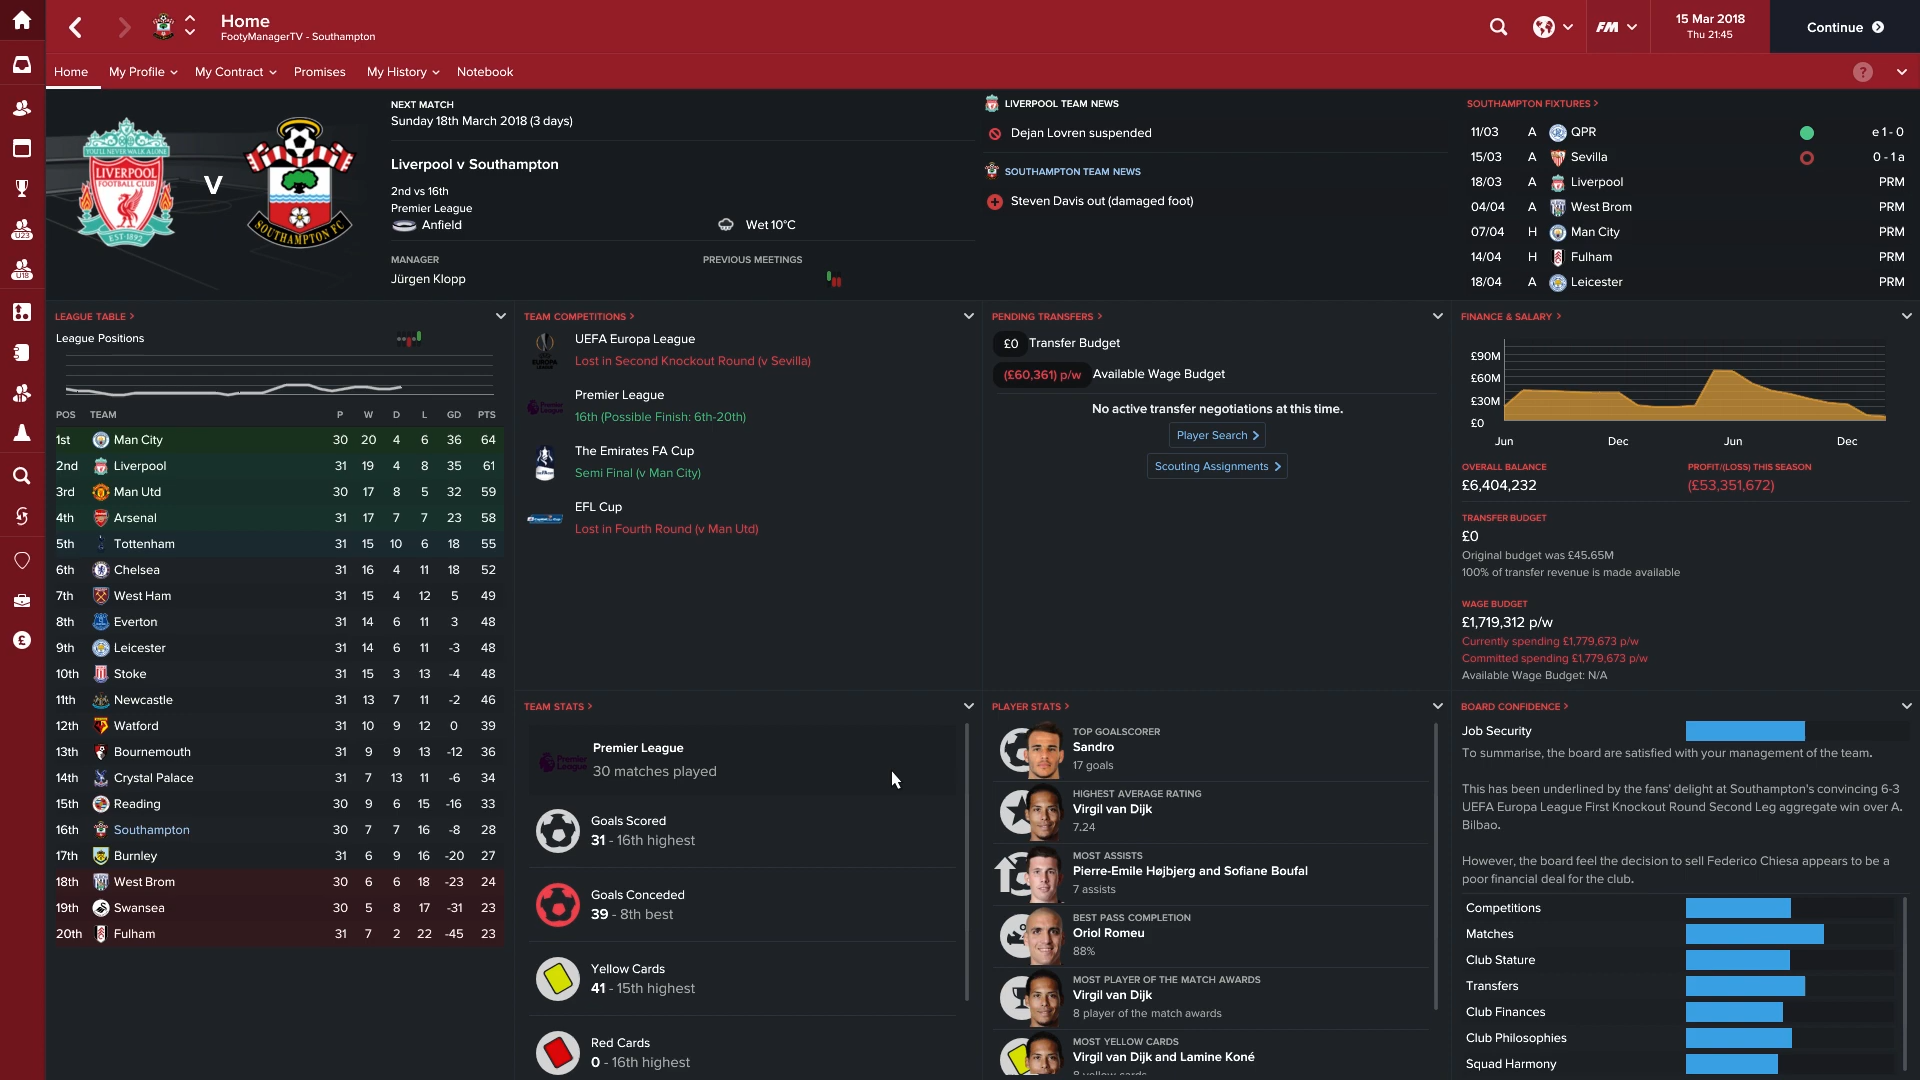 Home
FootyManagerTV - Southampton
FM
15 Mar 2018
Thu 21:45
Continue
Home
My Profile
My Contract
Promises
My History
Notebook
?
YOU'LL NEVER WALK ALONE
LIVERPOOL
FOOTBALL CLUB
EST·1892
V
SOUTHAMPTON FC
NEXT MATCH
Sunday 18th March 2018 (3 days)
Liverpool v Southampton
2nd vs 16th
Premier League
Anfield
Wet 10°C
MANAGER
Jürgen Klopp
PREVIOUS MEETINGS
LIVERPOOL TEAM NEWS
Dejan Lovren suspended
SOUTHAMPTON TEAM NEWS
Steven Davis out (damaged foot)
SOUTHAMPTON FIXTURES >
11/03 A QPR e 1 - 0
15/03 A Sevilla 0 - 1 a
18/03 A Liverpool PRM
04/04 A West Brom PRM
07/04 H Man City PRM
14/04 H Fulham PRM
18/04 A Leicester PRM
U23
U18
LEAGUE TABLE >
League Positions
POS TEAM P W D L GD PTS
1st Man City 30 20 4 6 36 64
2nd Liverpool 31 19 4 8 35 61
3rd Man Utd 30 17 8 5 32 59
4th Arsenal 31 17 7 7 23 58
5th Tottenham 31 15 10 6 18 55
6th Chelsea 31 16 4 11 18 52
7th West Ham 31 15 4 12 5 49
8th Everton 31 14 6 11 3 48
9th Leicester 31 14 6 11 -3 48
10th Stoke 31 15 3 13 -4 48
11th Newcastle 31 13 7 11 -2 46
12th Watford 31 10 9 12 0 39
13th Bournemouth 31 9 9 13 -12 36
14th Crystal Palace 31 7 13 11 -6 34
15th Reading 30 9 6 15 -16 33
16th Southampton 30 7 7 16 -8 28
17th Burnley 31 6 9 16 -20 27
18th West Brom 30 6 6 18 -23 24
19th Swansea 30 5 8 17 -31 23
20th Fulham 31 7 2 22 -45 23
TEAM COMPETITIONS >
UEFA Europa League
Lost in Second Knockout Round (v Sevilla)
Premier League
16th (Possible Finish: 6th-20th)
The Emirates FA Cup
Semi Final (v Man City)
EFL Cup
Lost in Fourth Round (v Man Utd)
PENDING TRANSFERS >
£0 Transfer Budget
(£60,361) p/w Available Wage Budget
No active transfer negotiations at this time.
Player Search >
Scouting Assignments >
FINANCE & SALARY >
£90M
£60M
£30M
£0
Jun Dec Jun Dec
OVERALL BALANCE
£6,404,232
PROFIT/(LOSS) THIS SEASON
(£53,351,672)
TRANSFER BUDGET
£0
Original budget was £45.65M
100% of transfer revenue is made available
WAGE BUDGET
£1,719,312 p/w
Currently spending £1,779,673 p/w
Committed spending £1,779,673 p/w
Available Wage Budget: N/A
TEAM STATS >
Premier League
30 matches played
Goals Scored
31 - 16th highest
Goals Conceded
39 - 8th best
Yellow Cards
41 - 15th highest
Red Cards
0 - 16th highest
PLAYER STATS >
TOP GOALSCORER
Sandro
17 goals
HIGHEST AVERAGE RATING
Virgil van Dijk
7.24
MOST ASSISTS
Pierre-Emile Højbjerg and Sofiane Boufal
7 assists
BEST PASS COMPLETION
Oriol Romeu
88%
MOST PLAYER OF THE MATCH AWARDS
Virgil van Dijk
8 player of the match awards
MOST YELLOW CARDS
Virgil van Dijk and Lamine Koné
8 yellow cards
BOARD CONFIDENCE >
Job Security
To summarise, the board are satisfied with your management of the team.
This has been underlined by the fans' delight at Southampton's convincing 6-3
UEFA Europa League First Knockout Round Second Leg aggregate win over A.
Bilbao.
However, the board feel the decision to sell Federico Chiesa appears to be a
poor financial deal for the club.
Competitions
Matches
Club Stature
Transfers
Club Finances
Club Philosophies
Squad Harmony